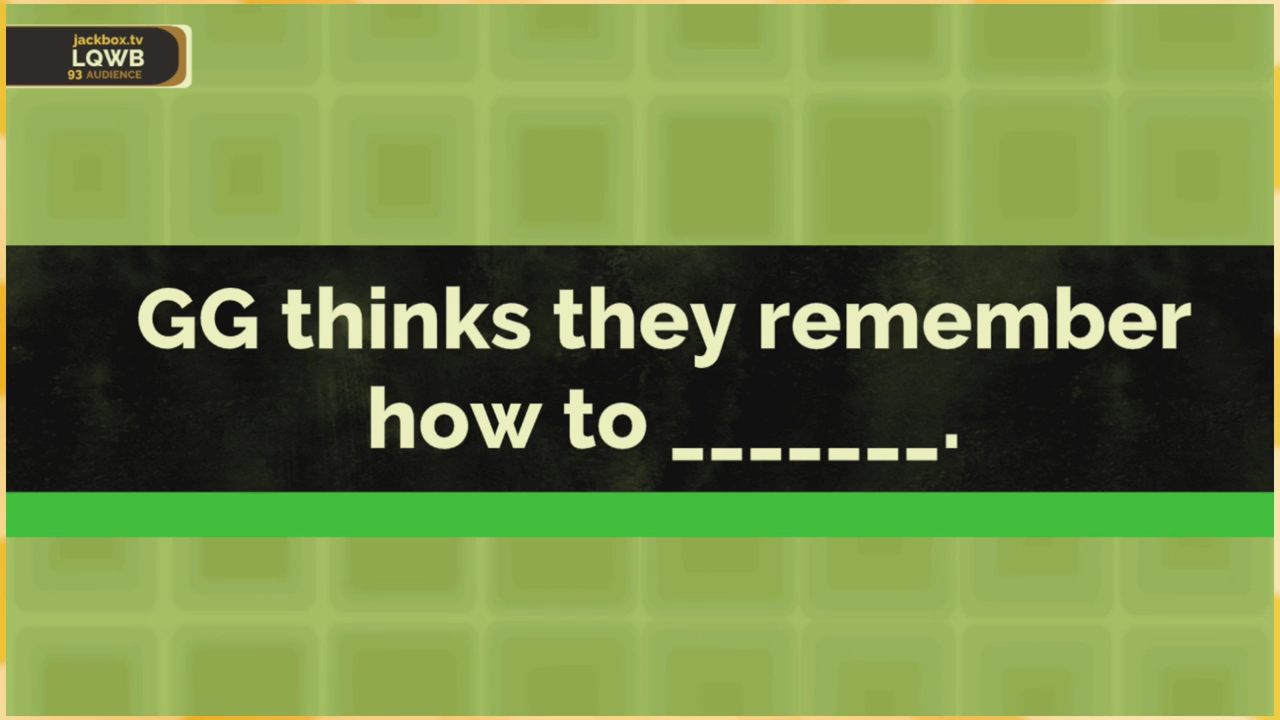 jackbox.tv
LQWB
93 AUDIENCE
GG thinks they remember
how to _______.